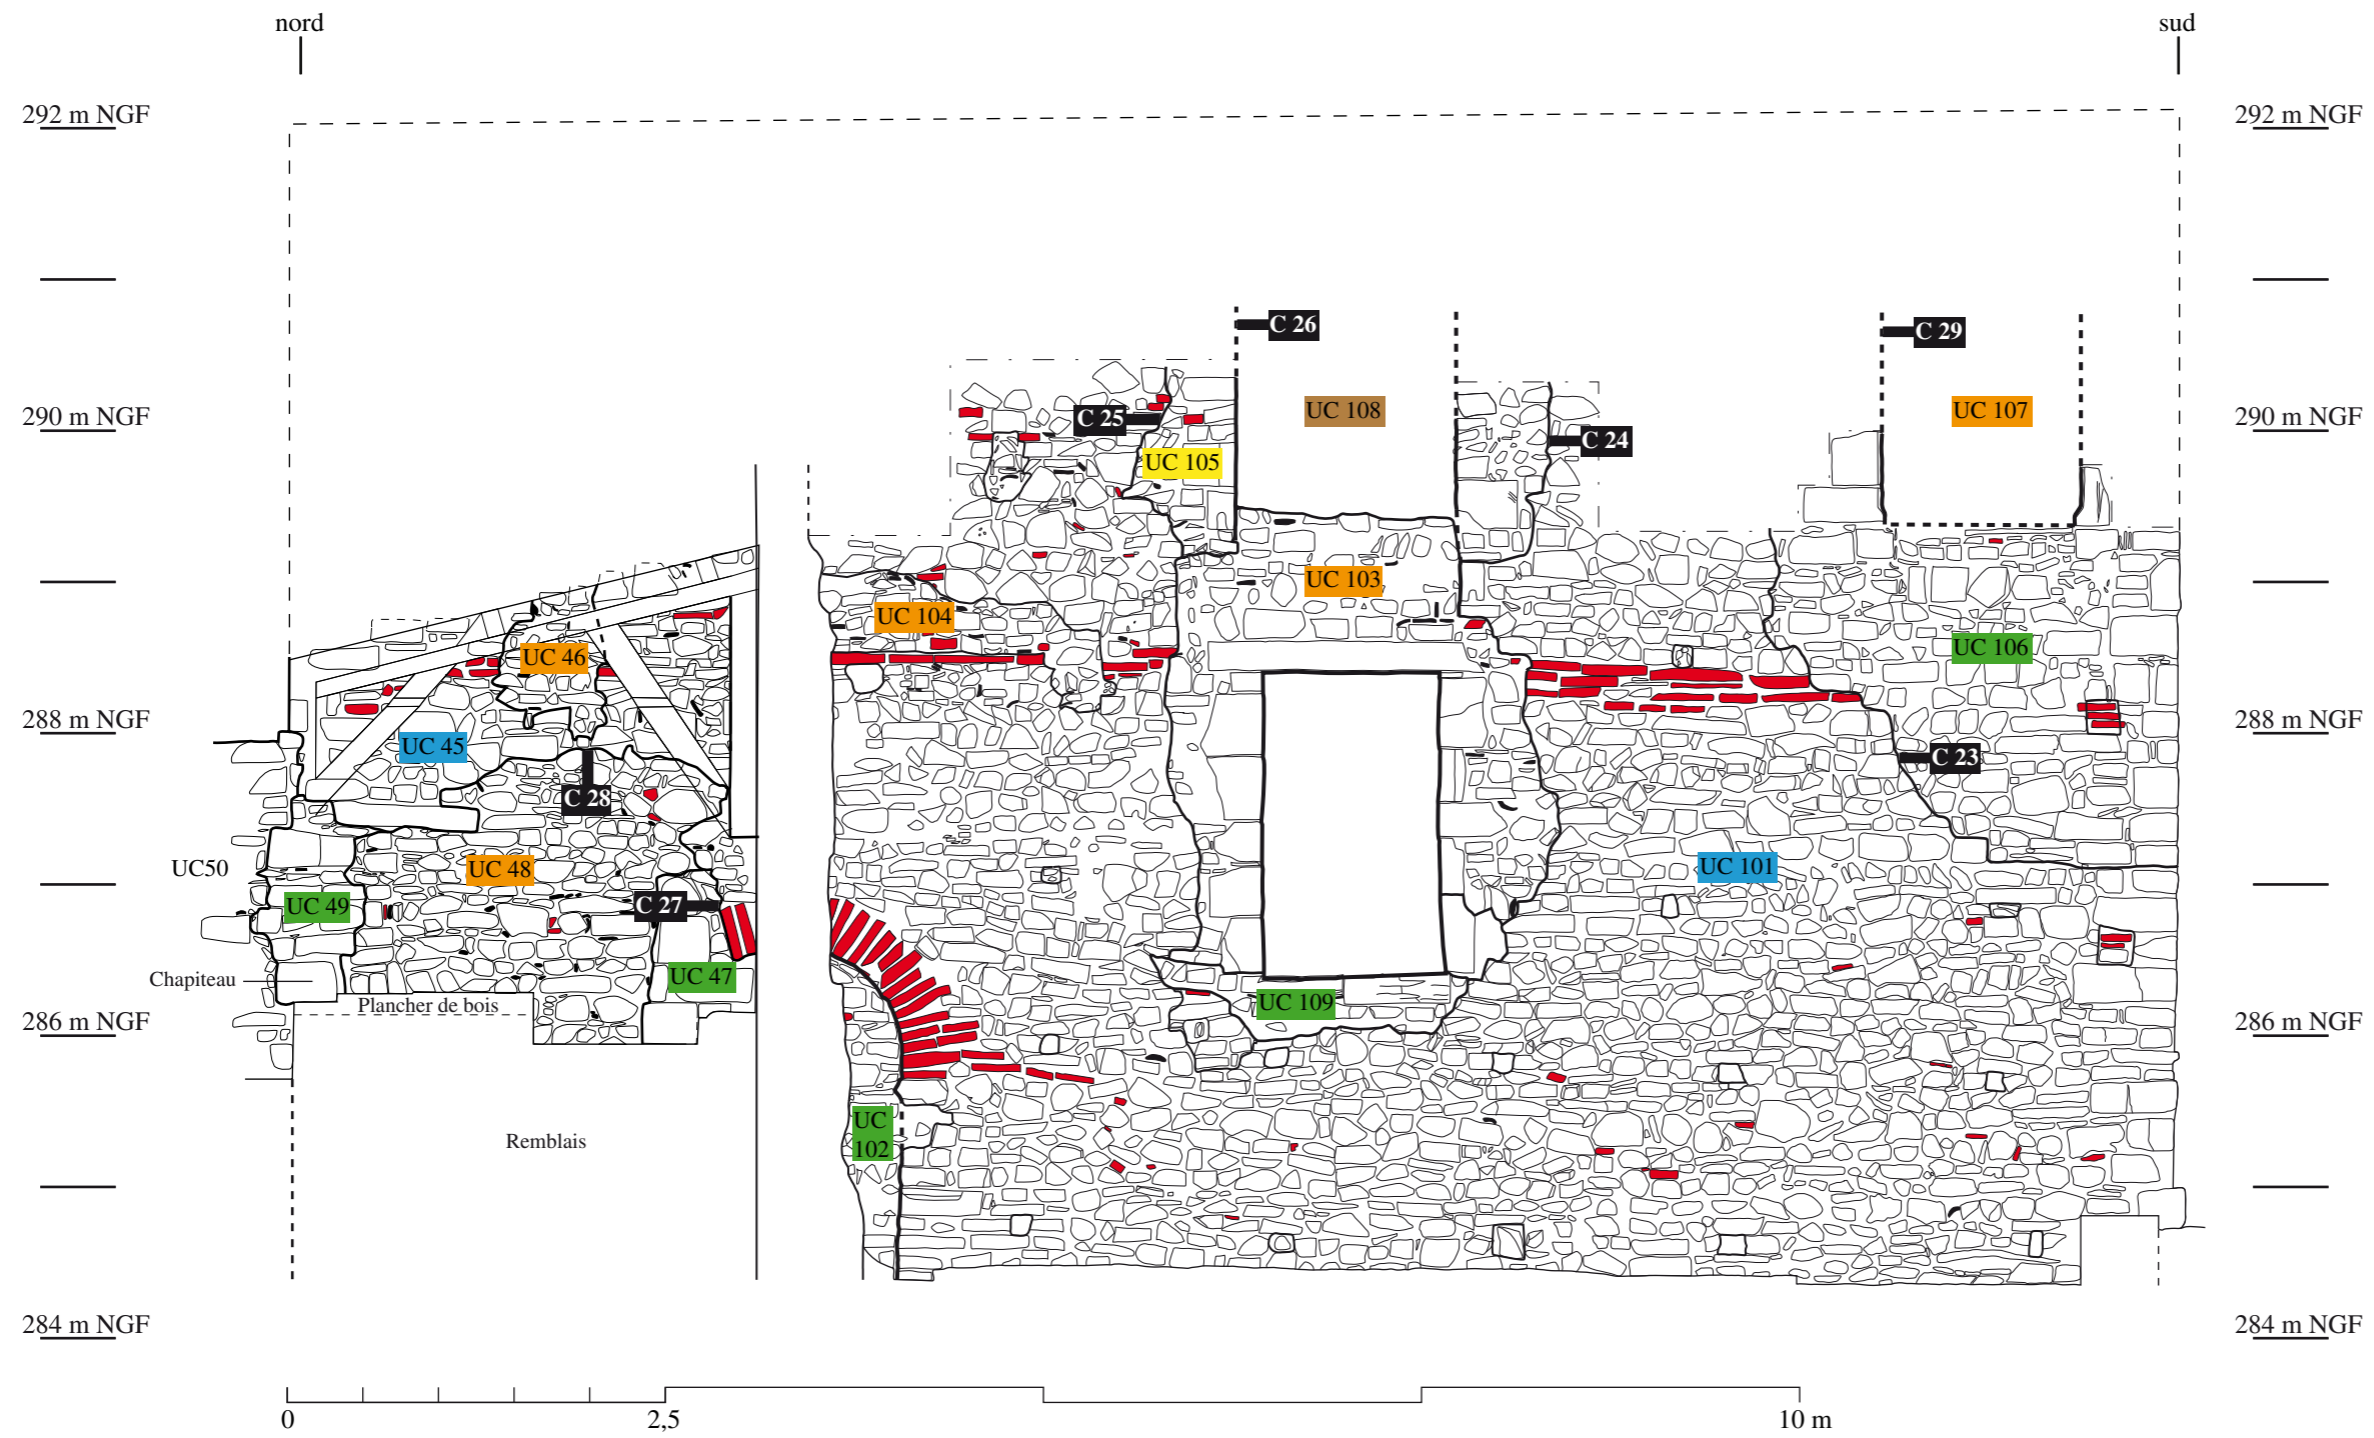 nord
sud
292 m NGF
292 m NGF
C 26
C 29
290 m NGF
UC 108
UC 107
290 m NGF
C 25
C 24
UC 105
UC 103
UC 104
UC 106
UC 46
288 m NGF
288 m NGF
UC 45
C 23
C 28
UC50
UC 48
UC 101
UC 49
C 27
Chapiteau
UC 47
Plancher de bois
UC 109
286 m NGF
286 m NGF
UC
102
Remblais
284 m NGF
284 m NGF
0
2,5
10 m